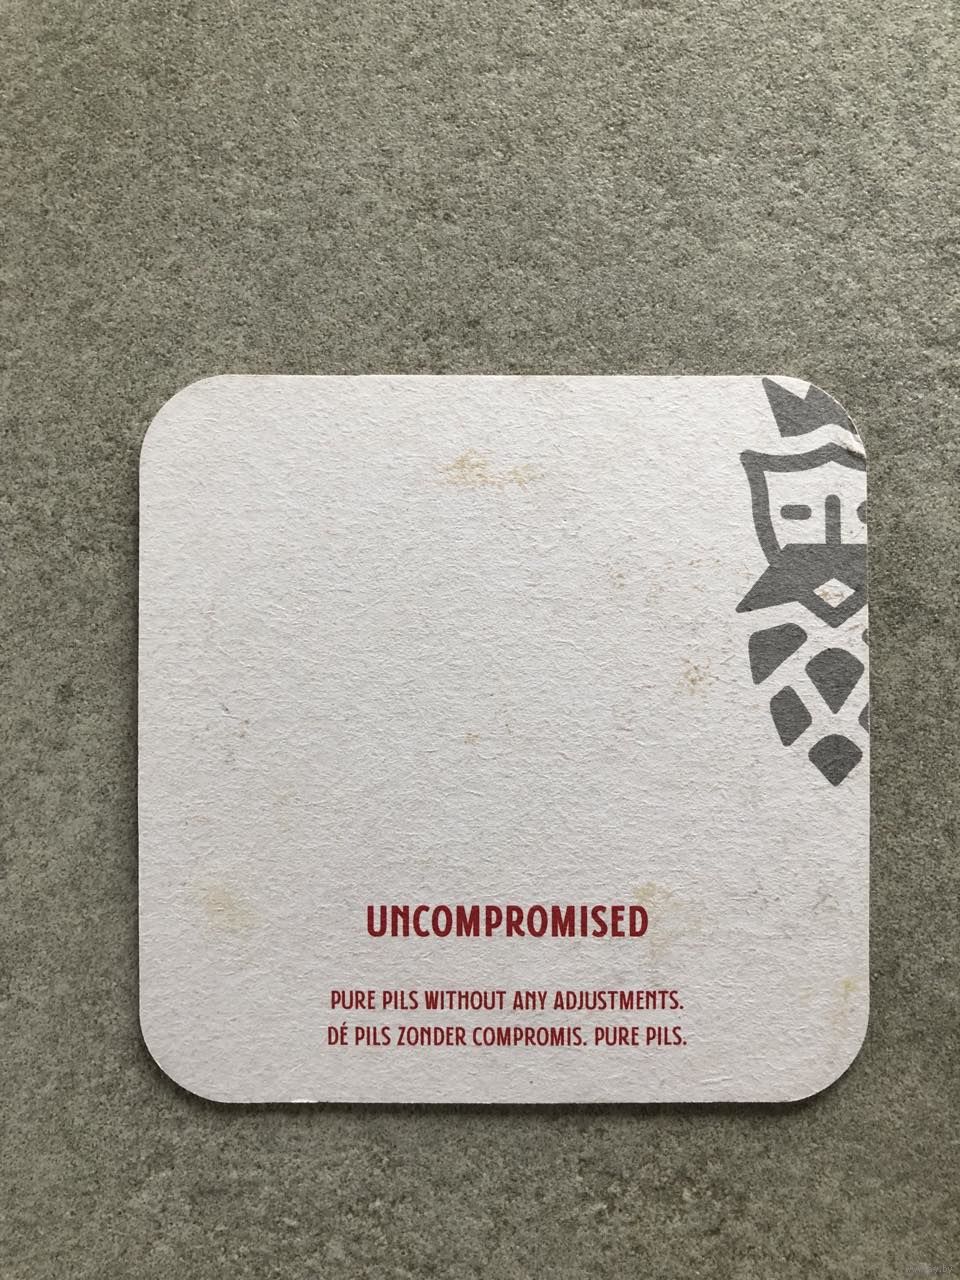 UNCOMPROMISED
PURE PILS WITHOUT ANY ADJUSTMENTS.
DÉ PILS ZONDER COMPROMIS. PURE PILS.